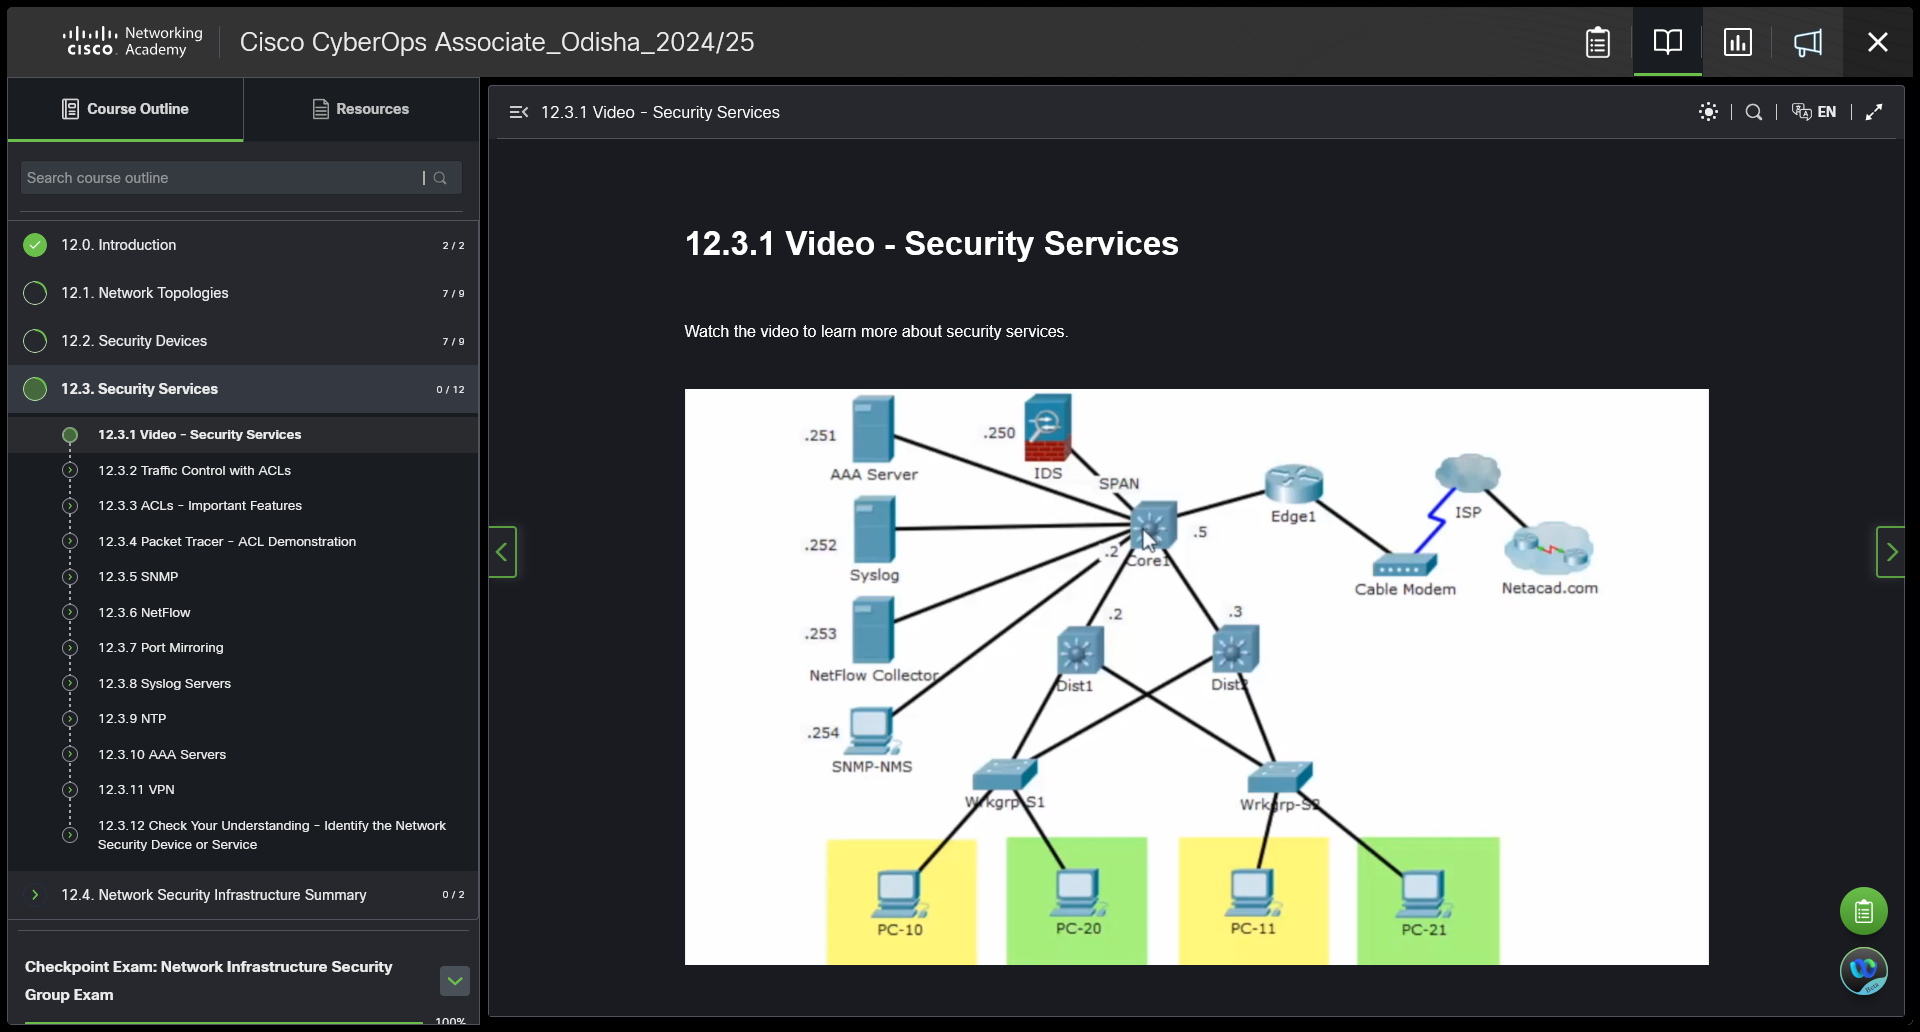 CISCO
Networking
Academy
Cisco CyberOps Associate_Odisha_2024/25
Course Outline
Resources
Search course outline
12.0. Introduction 2 / 2
12.1. Network Topologies 7 / 9
12.2. Security Devices 7 / 9
12.3. Security Services 0 / 12
12.3.1 Video - Security Services
12.3.2 Traffic Control with ACLs
12.3.3 ACLs - Important Features
12.3.4 Packet Tracer - ACL Demonstration
12.3.5 SNMP
12.3.6 NetFlow
12.3.7 Port Mirroring
12.3.8 Syslog Servers
12.3.9 NTP
12.3.10 AAA Servers
12.3.11 VPN
12.3.12 Check Your Understanding - Identify the Network
Security Device or Service
12.4. Network Security Infrastructure Summary 0 / 2
Checkpoint Exam: Network Infrastructure Security
Group Exam
100%
12.3.1 Video - Security Services
EN
12.3.1 Video - Security Services
Watch the video to learn more about security services.
.251
AAA Server
.250
IDS
SPAN
Edge1
ISP
Netacad.com
Cable Modem
.5
.2
Core1
.252
Syslog
.253
NetFlow Collector
.2
.3
Dist1
Dist2
.254
SNMP-NMS
Wrkgrp-S1
Wrkgrp-S2
PC-10
PC-20
PC-11
PC-21
Beta